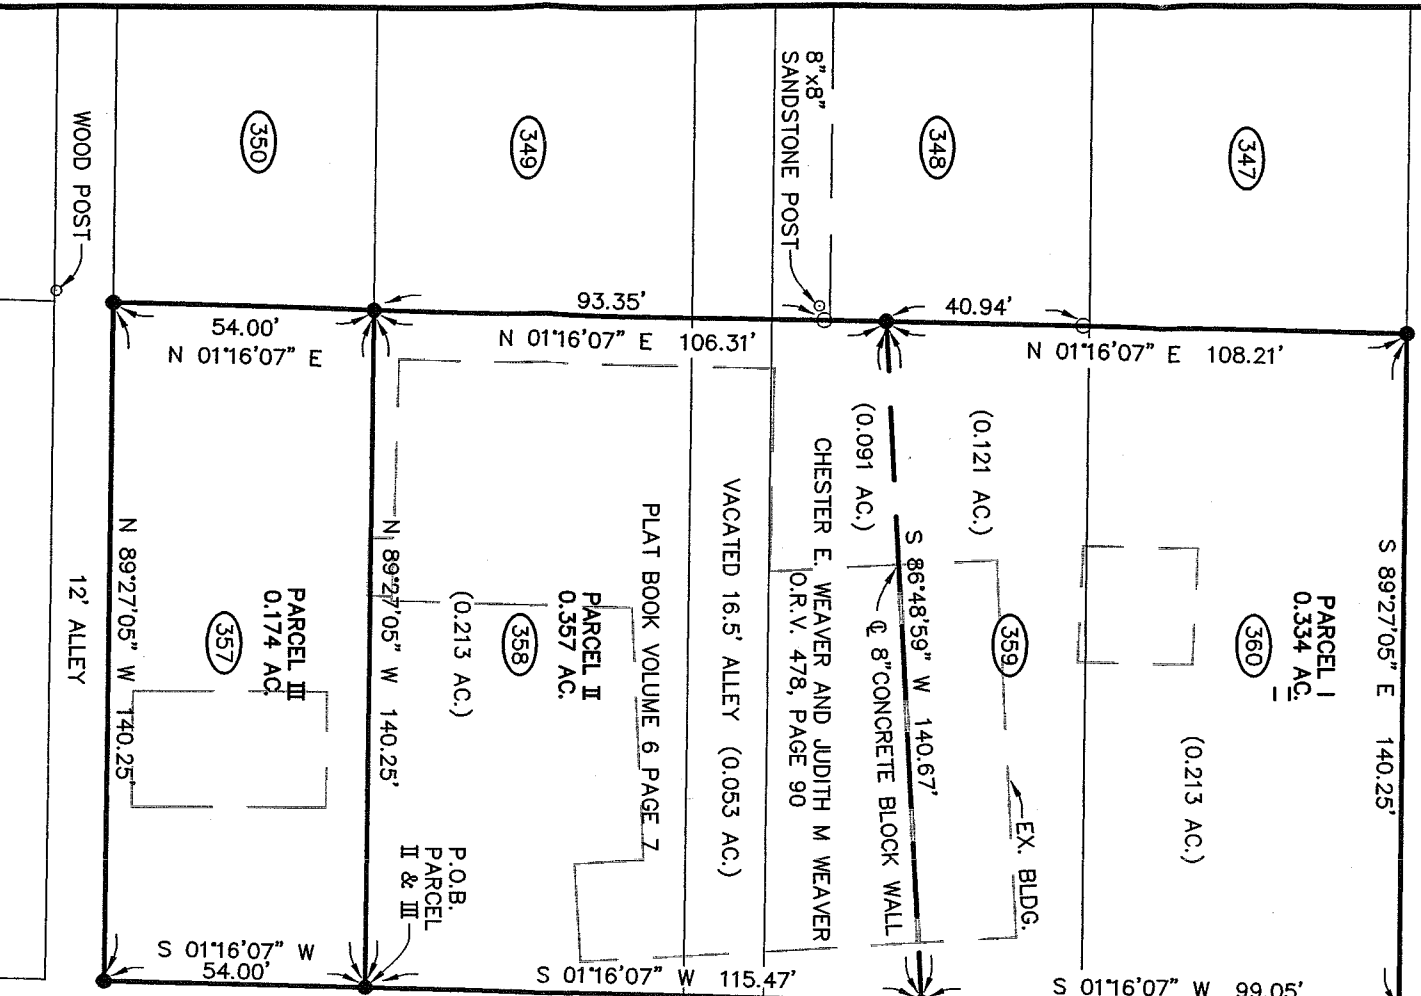 350
349
348
347
WOOD POST
8"x8"
SANDSTONE POST
93.35'
40.94'
54.00'
N 01°16'07" E
N 01°16'07" E 106.31'
N 01°16'07" E 108.21'
S 89°27'05" E 140.25'
PARCEL I
0.334 AC.
360
(0.213 AC.)
(0.121 AC.)
359
EX. BLDG.
S 86°48'59" W 140.67'
℄ 8"CONCRETE BLOCK WALL
(0.091 AC.)
CHESTER E. WEAVER AND JUDITH M WEAVER
O.R.V. 478, PAGE 90
VACATED 16.5' ALLEY (0.053 AC.)
PLAT BOOK VOLUME 6 PAGE 7
PARCEL II
0.357 AC.
358
(0.213 AC.)
N 89°27'05" W 140.25'
P.O.B.
PARCEL
II & III
PARCEL III
0.174 AC.
357
N 89°27'05" W 140.25'
12' ALLEY
S 01°16'07" W
54.00'
S 01°16'07" W 115.47'
S 01°16'07" W 99.05'